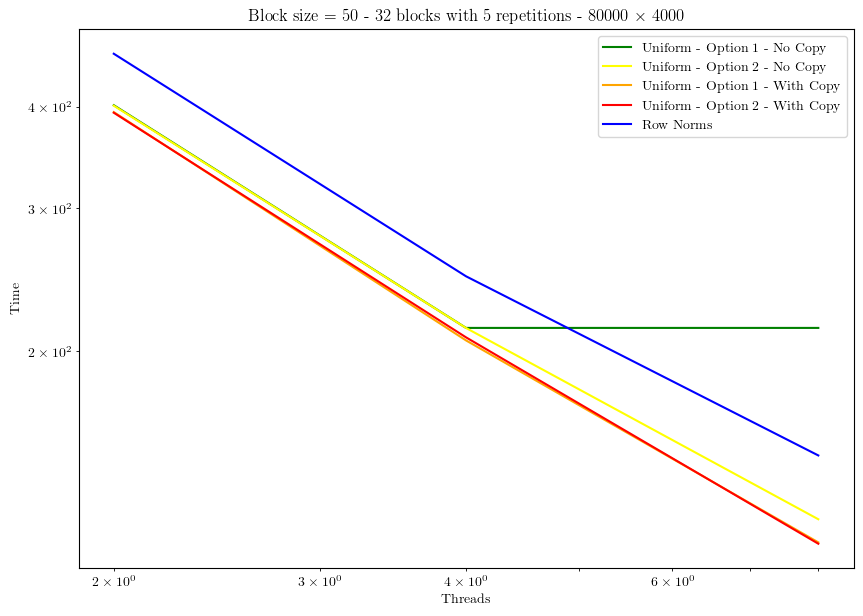 Block size = 50 - 32 blocks with 5 repetitions - 80000 × 4000
Uniform - Option 1 - No Copy
Uniform - Option 2 - No Copy
Uniform - Option 1 - With Copy
Uniform - Option 2 - With Copy
Row Norms
4 × 10²
3 × 10²
2 × 10²
Time
2 × 10⁰ 3 × 10⁰ 4 × 10⁰ 6 × 10⁰
Threads